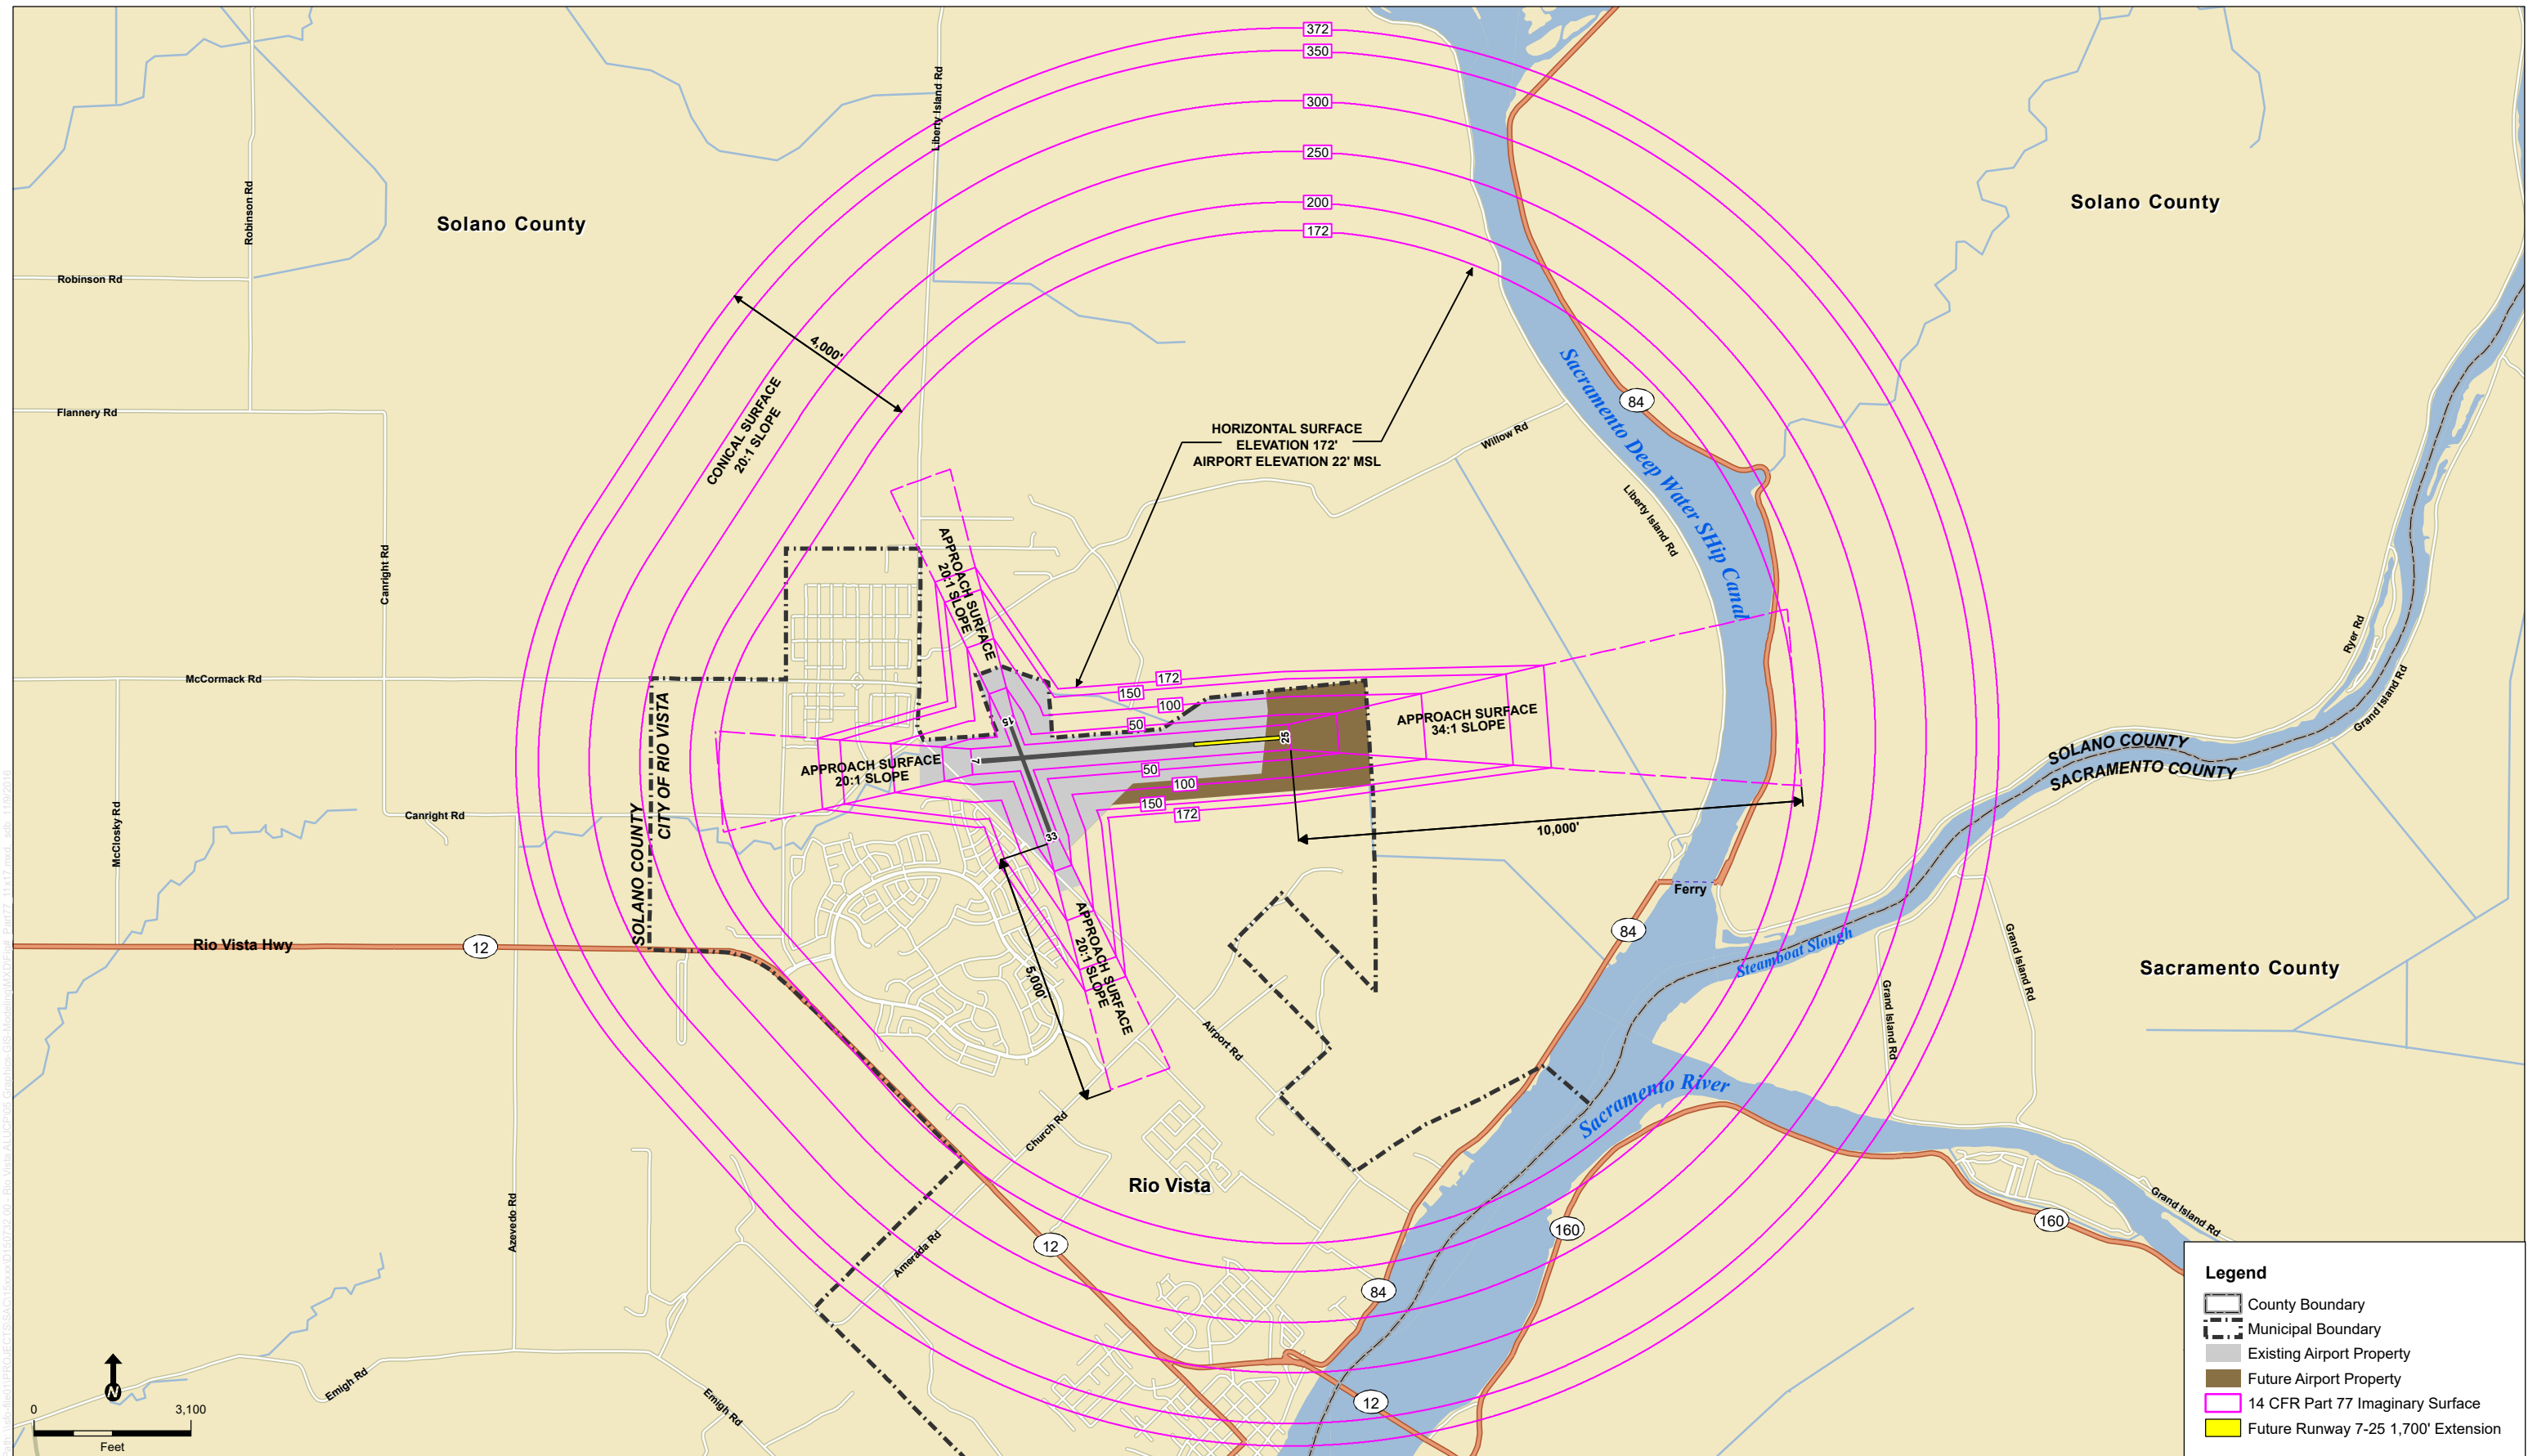 372
350
300
250
200
172
Liberty Island Rd
Robinson Rd
Solano County
Solano County
Robinson Rd
4,000'
Flannery Rd
CONICAL SURFACE
20:1 SLOPE
HORIZONTAL SURFACE
ELEVATION 172'
AIRPORT ELEVATION 22' MSL
84
Willow Rd
Sacramento Deep Water SHip Canal
Liberty Island Rd
Canright Rd
APPROACH SURFACE
20:1 SLOPE
Ryer Rd
McCormack Rd
CITY OF RIO VISTA
SOLANO COUNTY
172
150
100
50
15
25
7
33
APPROACH SURFACE
34:1 SLOPE
APPROACH SURFACE
20:1 SLOPE
50
100
150
172
10,000'
Grand Island Rd
SOLANO COUNTY
SACRAMENTO COUNTY
McClosky Rd
Canright Rd
Ferry
84
Rio Vista Hwy
12
APPROACH SURFACE
20:1 SLOPE
5,000'
Steamboat Slough
Grand Island Rd
Grand Island Rd
Sacramento County
Airport Rd
Sacramento River
Church Rd
Rio Vista
Azevedo Rd
Amerada Rd
12
84
160
160
Grand Island Rd
Emigh Rd
Emigh Rd
12
N
0
3,100
Feet
Legend
County Boundary
Municipal Boundary
Existing Airport Property
Future Airport Property
14 CFR Part 77 Imaginary Surface
Future Runway 7-25 1,700' Extension